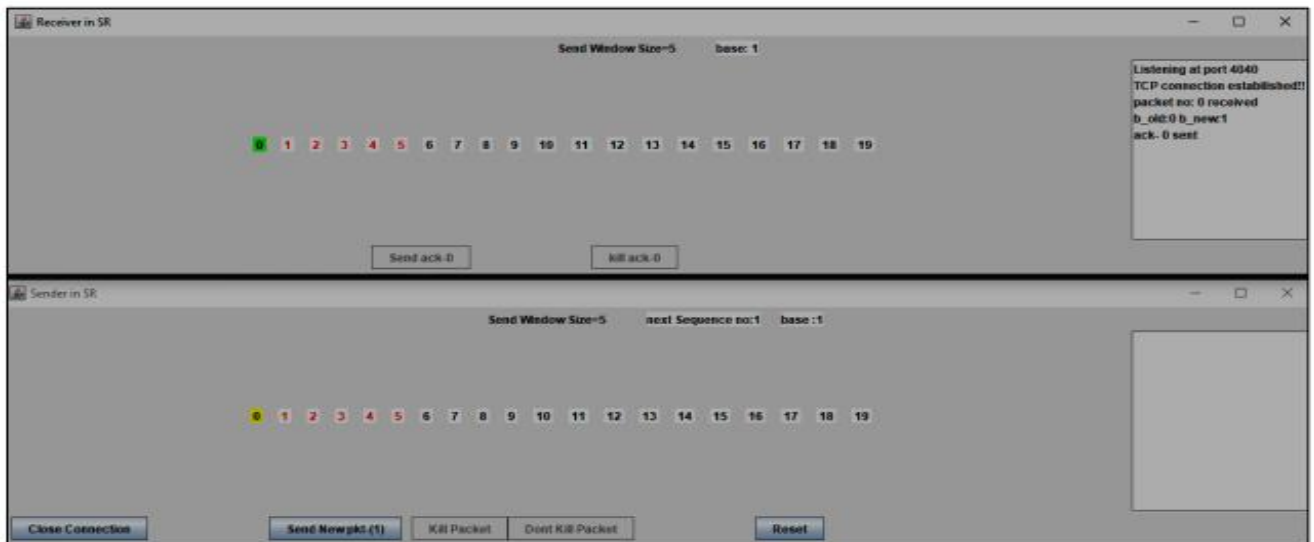 Receiver in SR
Send Window Size=5 base: 1
Listening at port 4040
TCP connection estabilished!!
packet no: 0 received
b_old:0 b_new:1
ack- 0 sent
0 1 2 3 4 5 6 7 8 9 10 11 12 13 14 15 16 17 18 19
Send ack-0 kill ack-0
Sender in SR
Send Window Size=5 next Sequence no:1 base :1
0 1 2 3 4 5 6 7 8 9 10 11 12 13 14 15 16 17 18 19
Close Connection Send New pkt-(1) Kill Packet Dont Kill Packet Reset